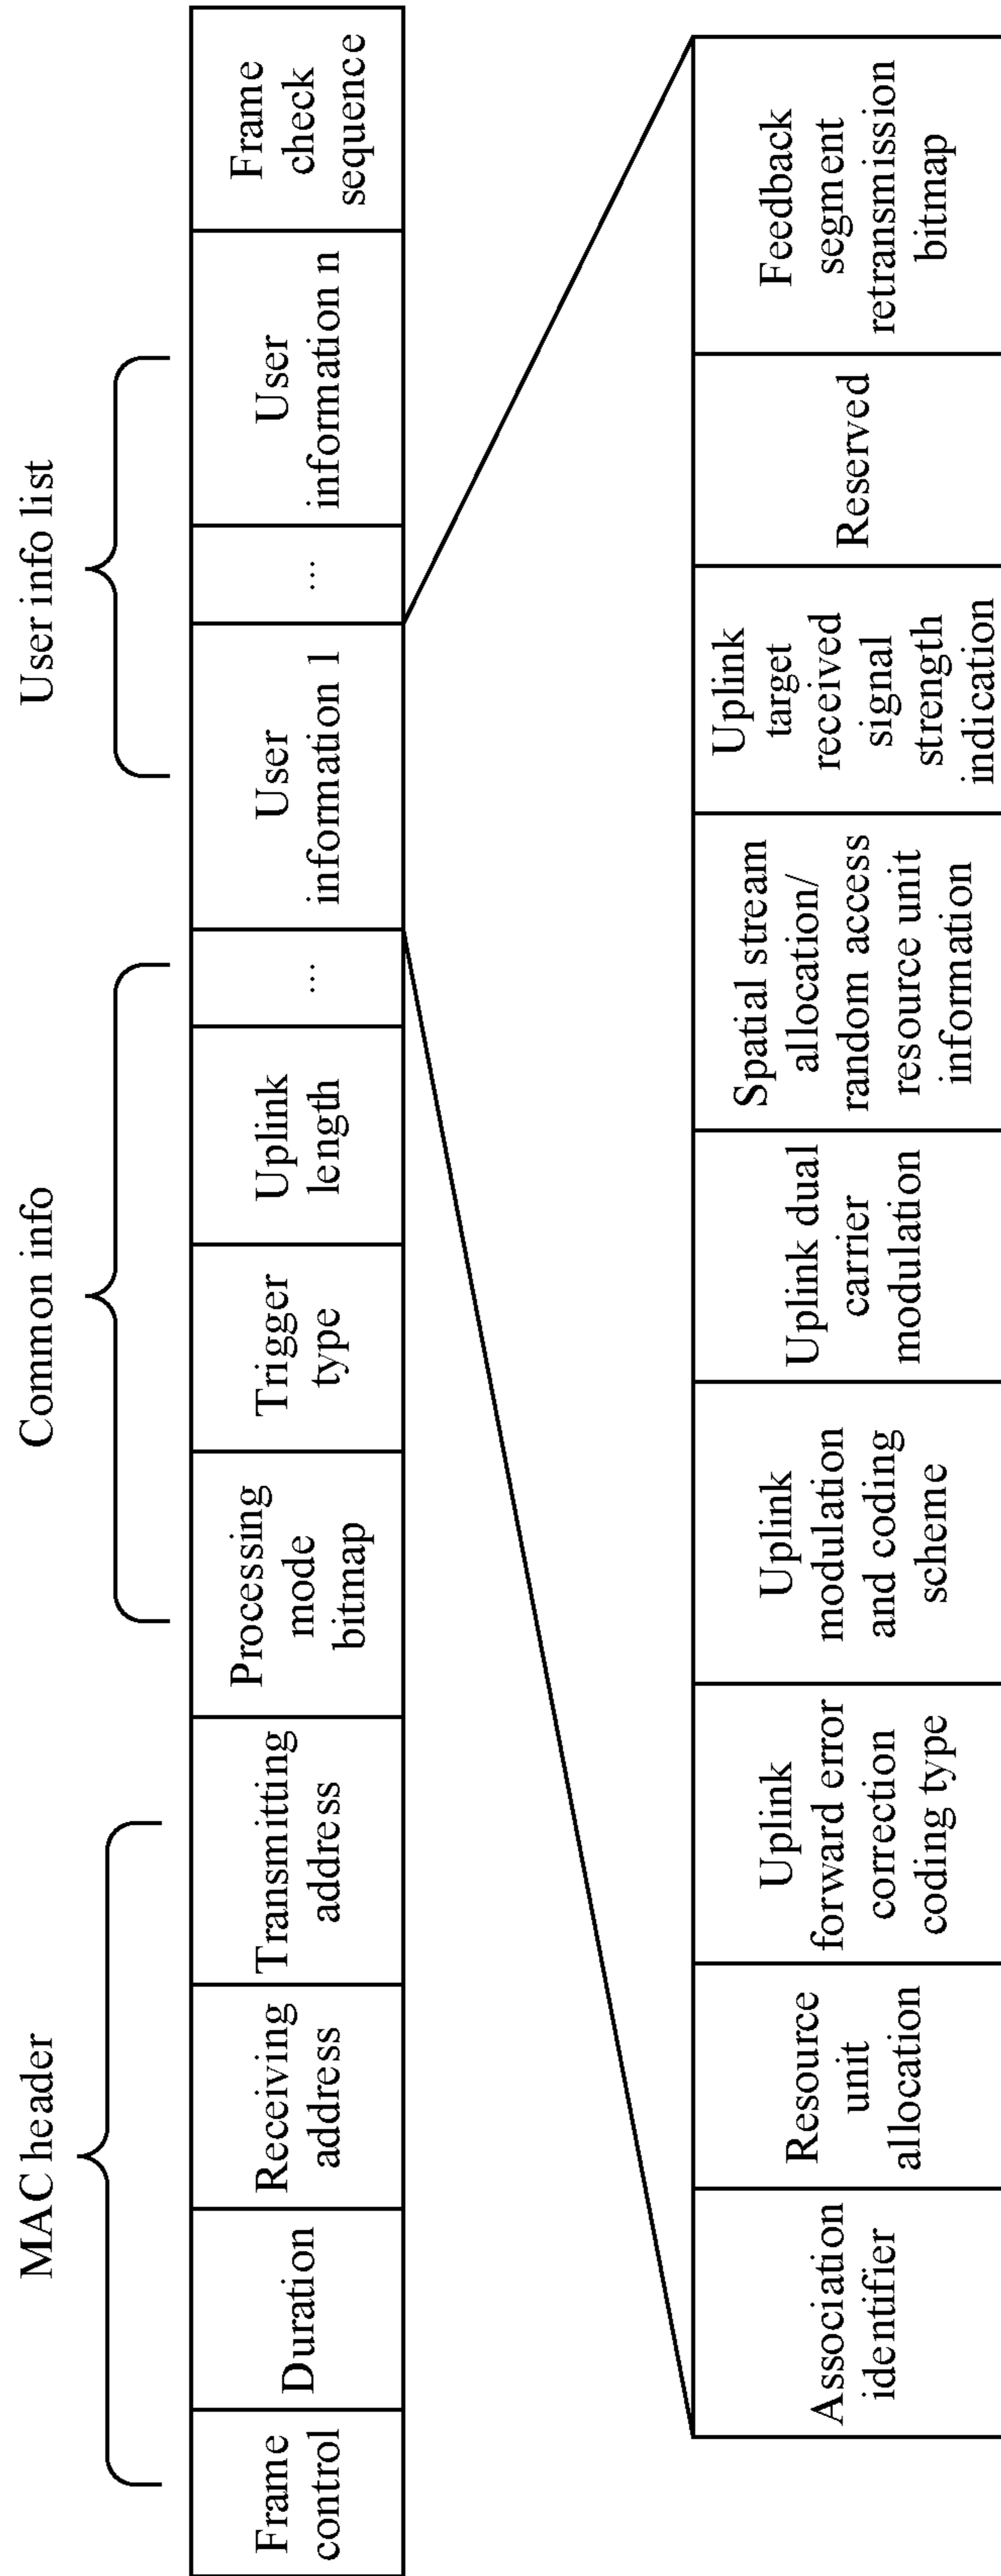 MAC header
Common info
User info list
Frame
control
Duration
Receiving
address
Transmitting
address
Processing
mode
bitmap
Trigger
type
Uplink
length
...
User
information 1
...
User
information n
Frame
check
sequence
Association
identifier
Resource
unit
allocation
Uplink
forward error
correction
coding type
Uplink
modulation
and coding
scheme
Uplink dual
carrier
modulation
Spatial stream
allocation/
random access
resource unit
information
Uplink
target
received
signal
strength
indication
Reserved
Feedback
segment
retransmission
bitmap